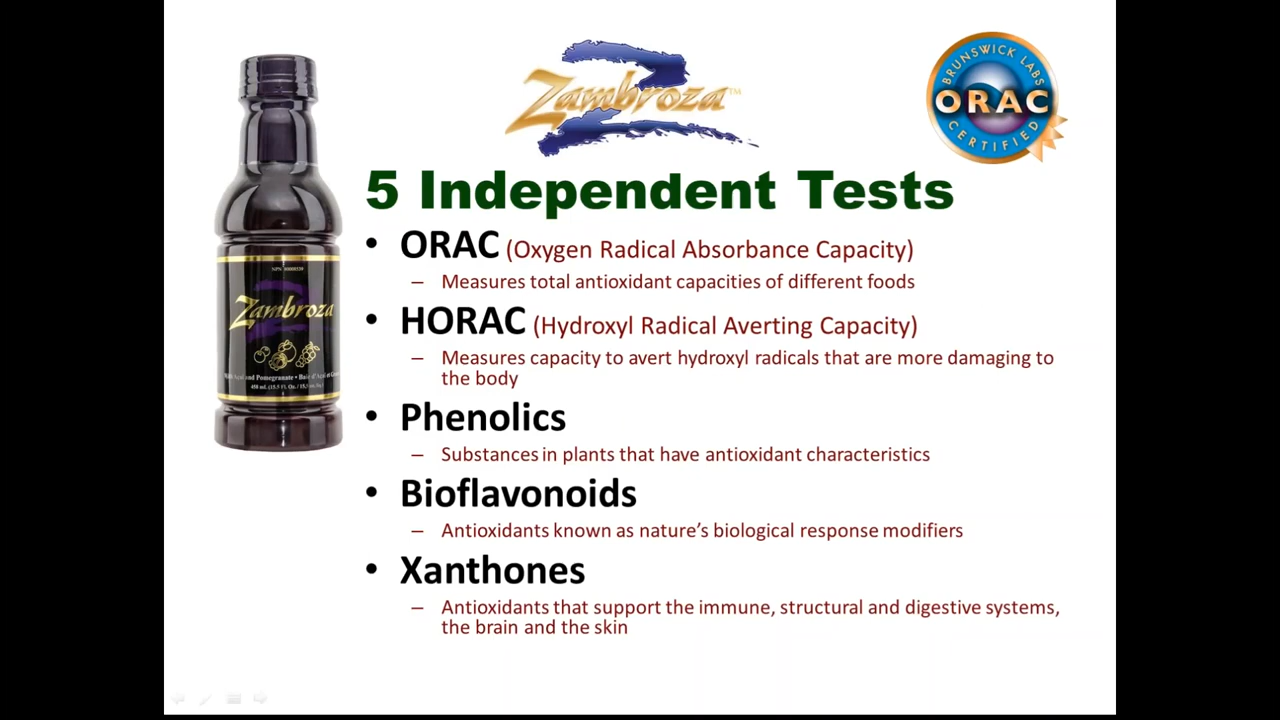 Zambroza™
BRUNSWICK LABS
ORAC
CERTIFIED
5 Independent Tests
• ORAC (Oxygen Radical Absorbance Capacity)
– Measures total antioxidant capacities of different foods
• HORAC (Hydroxyl Radical Averting Capacity)
– Measures capacity to avert hydroxyl radicals that are more damaging to
the body
• Phenolics
– Substances in plants that have antioxidant characteristics
• Bioflavonoids
– Antioxidants known as nature's biological response modifiers
• Xanthones
– Antioxidants that support the immune, structural and digestive systems,
the brain and the skin
Zambroza
and Pomegranate •